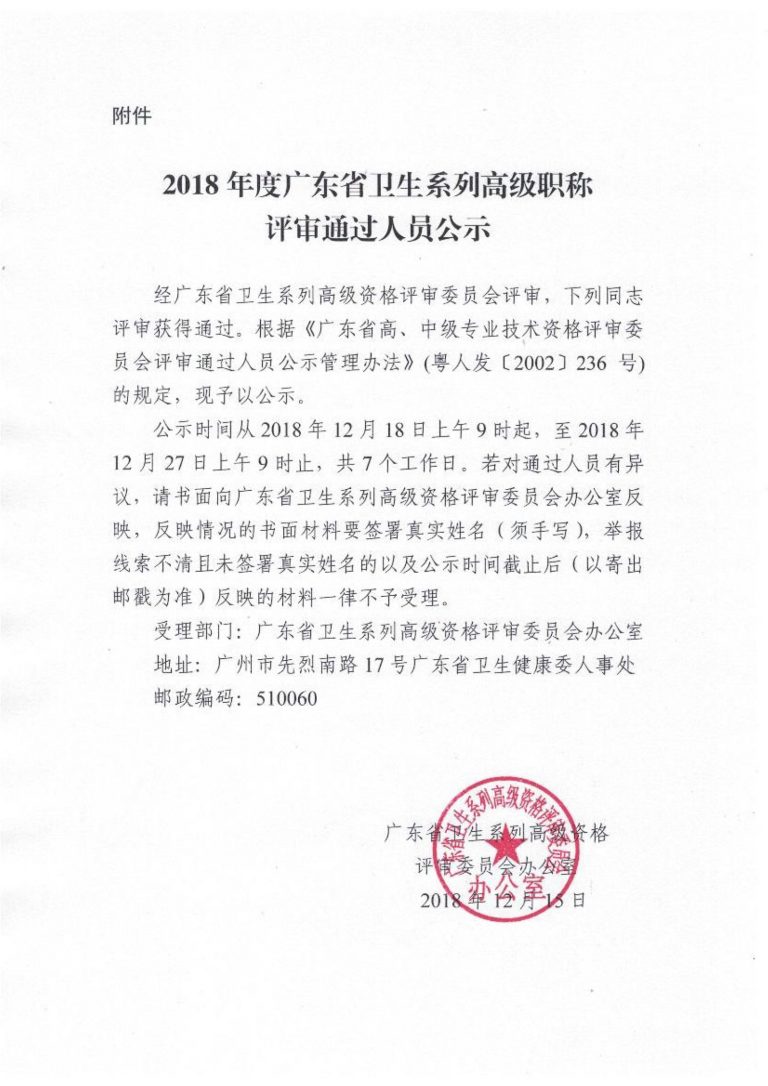 附件
2018 年度广东省卫生系列高级职称
评审通过人员公示
经广东省卫生系列高级资格评审委员会评审，下列同志
评审获得通过。根据《广东省高、中级专业技术资格评审委
员会评审通过人员公示管理办法》(粤人发〔2002〕236 号)
的规定，现予以公示。
公示时间从 2018 年 12 月 18 日上午 9 时起，至 2018 年
12 月 27 日上午 9 时止，共 7 个工作日。若对通过人员有异
议，请书面向广东省卫生系列高级资格评审委员会办公室反
映，反映情况的书面材料要签署真实姓名（须手写），举报
线索不清且未签署真实姓名的以及公示时间截止后（以寄出
邮戳为准）反映的材料一律不予受理。
受理部门：广东省卫生系列高级资格评审委员会办公室
地址：广州市先烈南路 17 号广东省卫生健康委人事处
邮政编码：510060
广东省卫生系列高级资格
评审委员会办公室
2018 年 12 月 15 日
广东省卫生系列高级资格评审委员会
办公室